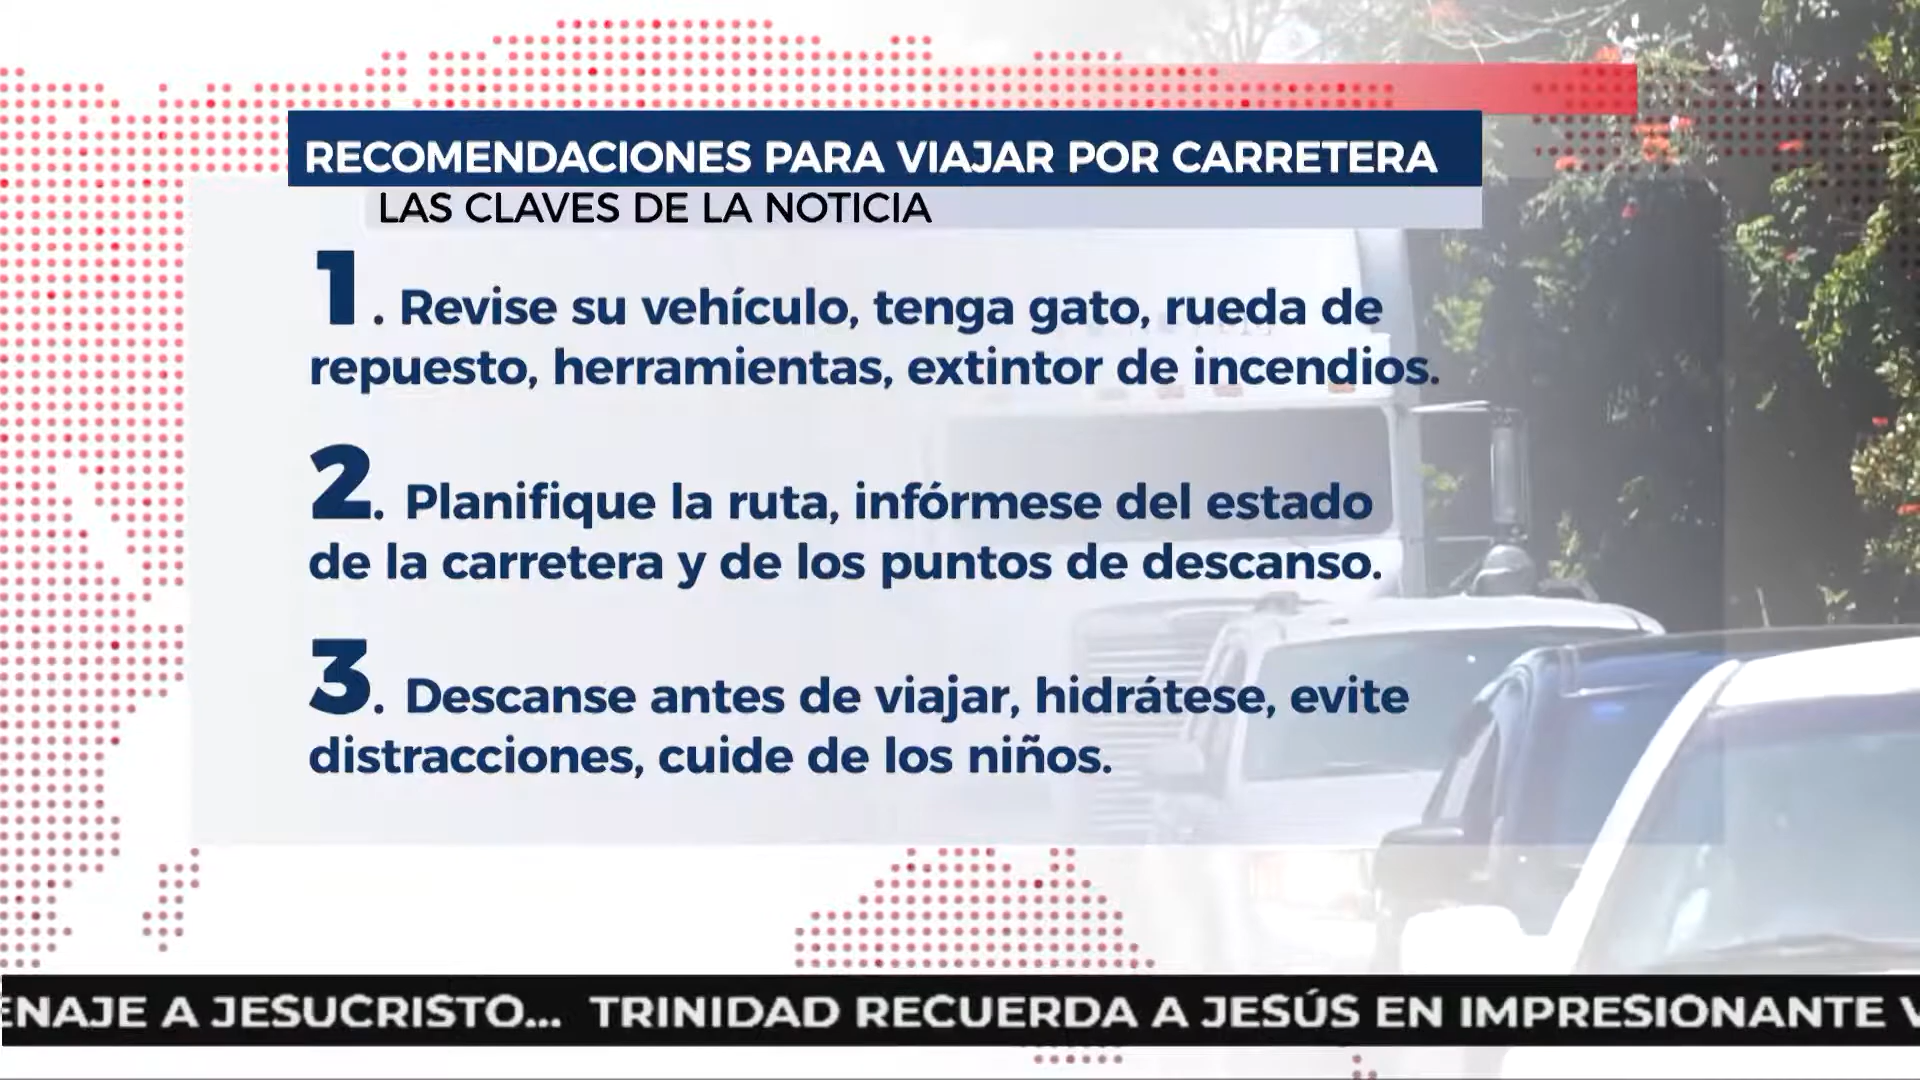 RECOMENDACIONES PARA VIAJAR POR CARRETERA
LAS CLAVES DE LA NOTICIA
1. Revise su vehículo, tenga gato, rueda de
repuesto, herramientas, extintor de incendios.
2. Planifique la ruta, infórmese del estado
de la carretera y de los puntos de descanso.
3. Descanse antes de viajar, hidrátese, evite
distracciones, cuide de los niños.
ENAJE A JESUCRISTO... TRINIDAD RECUERDA A JESÚS EN IMPRESIONANTE V